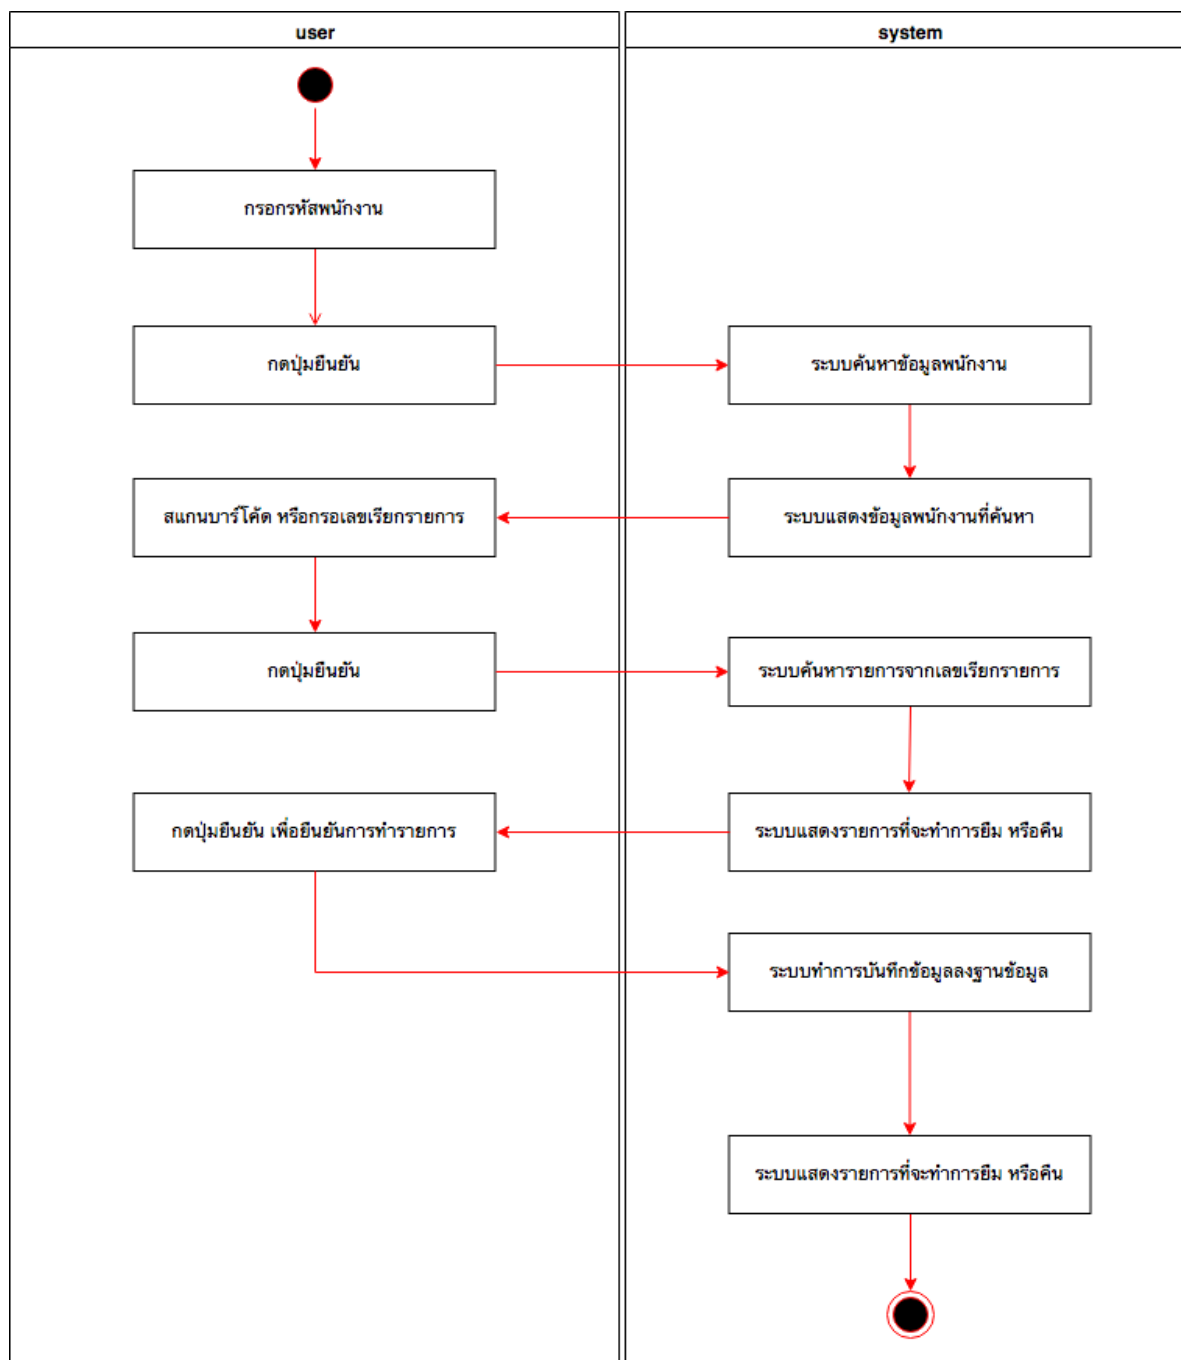 user
system
กรอกรหัสพนักงาน
กดปุ่มยืนยัน
ระบบค้นหาข้อมูลพนักงาน
สแกนบาร์โค้ด หรือกรอเลขเรียกรายการ
ระบบแสดงข้อมูลพนักงานที่ค้นหา
กดปุ่มยืนยัน
ระบบค้นหารายการจากเลขเรียกรายการ
กดปุ่มยืนยัน เพื่อยืนยันการทำรายการ
ระบบแสดงรายการที่จะทำการยืม หรือคืน
ระบบทำการบันทึกข้อมูลลงฐานข้อมูล
ระบบแสดงรายการที่จะทำการยืม หรือคืน